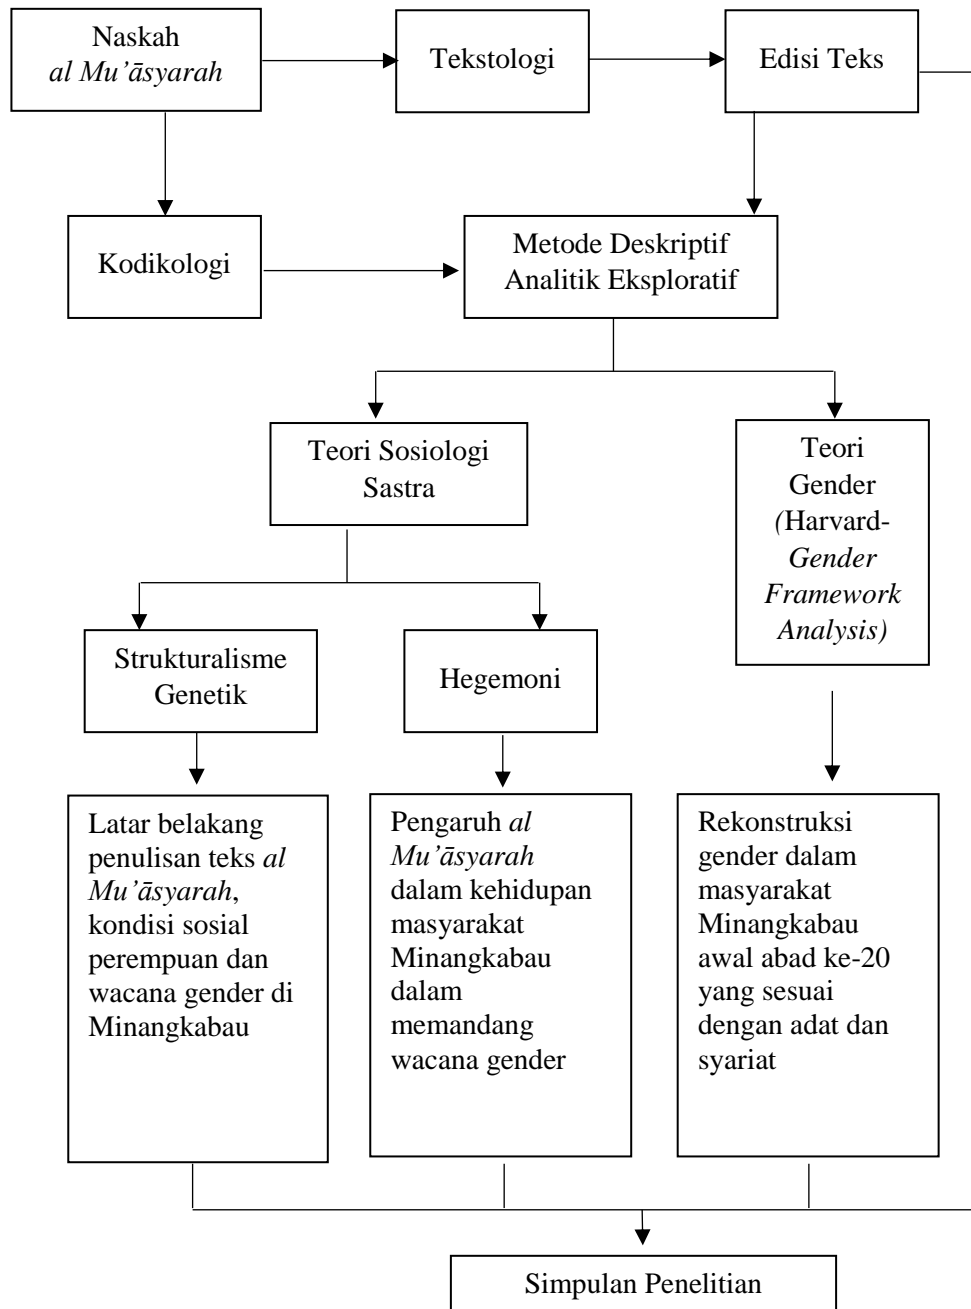 Naskah
al Mu’āsyarah
Tekstologi
Edisi Teks
Kodikologi
Metode Deskriptif
Analitik Eksploratif
Teori Sosiologi
Sastra
Teori
Gender
(Harvard-
Gender
Framework
Analysis)
Strukturalisme
Genetik
Hegemoni
Latar belakang
penulisan teks al
Mu’āsyarah,
kondisi sosial
perempuan dan
wacana gender di
Minangkabau
Pengaruh al
Mu’āsyarah
dalam kehidupan
masyarakat
Minangkabau
dalam
memandang
wacana gender
Rekonstruksi
gender dalam
masyarakat
Minangkabau
awal abad ke-20
yang sesuai
dengan adat dan
syariat
Simpulan Penelitian